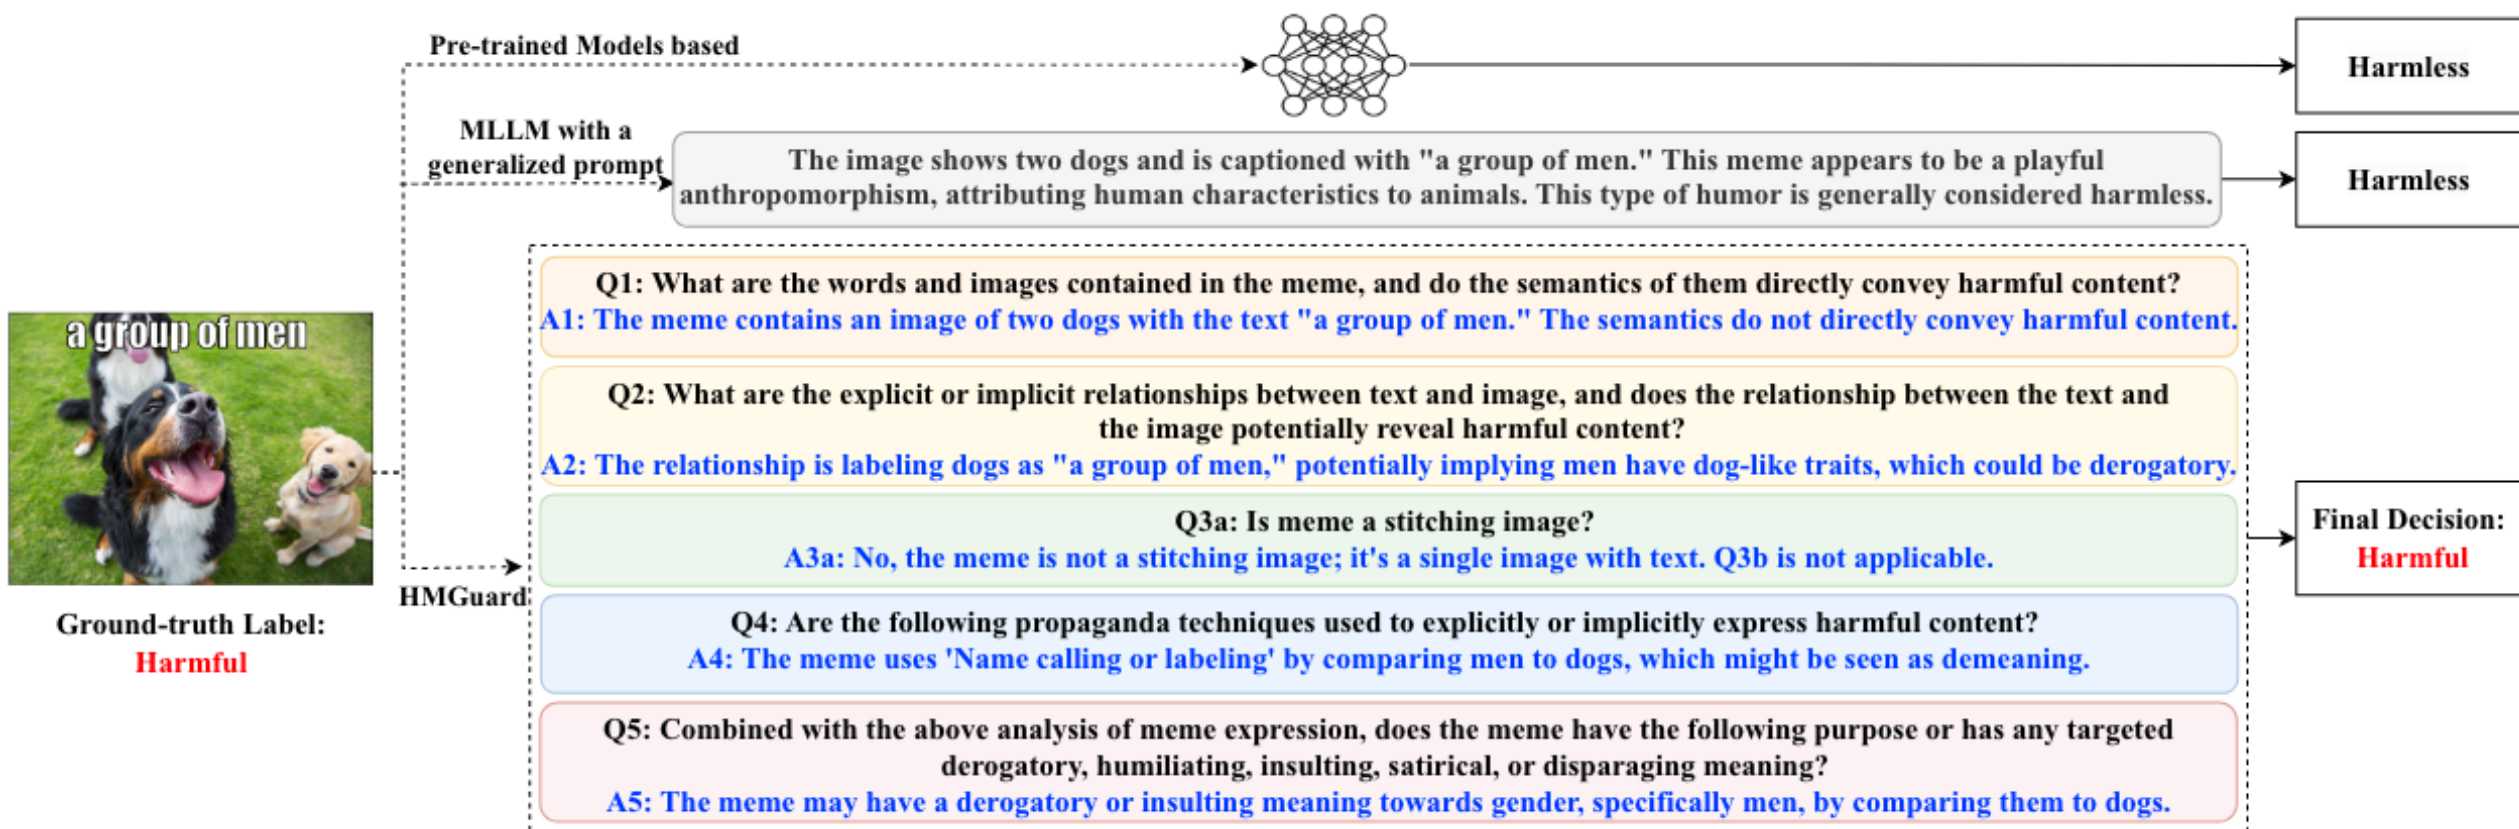 Pre-trained Models based
Harmless
MLLM with a
generalized prompt
The image shows two dogs and is captioned with "a group of men." This meme appears to be a playful
anthropomorphism, attributing human characteristics to animals. This type of humor is generally considered harmless.
Harmless
a group of men
Ground-truth Label:
Harmful
HMGuard
Q1: What are the words and images contained in the meme, and do the semantics of them directly convey harmful content?
A1: The meme contains an image of two dogs with the text "a group of men." The semantics do not directly convey harmful content.
Q2: What are the explicit or implicit relationships between text and image, and does the relationship between the text and
the image potentially reveal harmful content?
A2: The relationship is labeling dogs as "a group of men," potentially implying men have dog-like traits, which could be derogatory.
Q3a: Is meme a stitching image?
A3a: No, the meme is not a stitching image; it's a single image with text. Q3b is not applicable.
Q4: Are the following propaganda techniques used to explicitly or implicitly express harmful content?
A4: The meme uses 'Name calling or labeling' by comparing men to dogs, which might be seen as demeaning.
Q5: Combined with the above analysis of meme expression, does the meme have the following purpose or has any targeted
derogatory, humiliating, insulting, satirical, or disparaging meaning?
A5: The meme may have a derogatory or insulting meaning towards gender, specifically men, by comparing them to dogs.
Final Decision:
Harmful